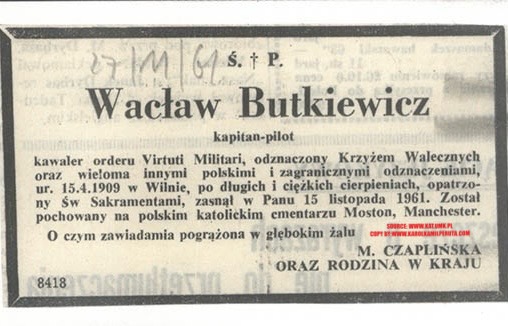 27/11/61
Ś. † P.
Wacław Butkiewicz
kapitan-pilot
kawaler orderu Virtuti Militari, odznaczony Krzyżem Walecznych
oraz wieloma innymi polskimi i zagranicznymi odznaczeniami,
ur. 15.4.1909 w Wilnie, po długich i ciężkich cierpieniach, opatrzo-
ny Św Sakramentami, zasnął w Panu 15 listopada 1961. Został
pochowany na polskim katolickim cmentarzu Moston, Manchester.
O czym zawiadamia pogrążona w głębokim żalu
SOURCE: WWW.KATUMK.PL
COPY BY WWW.KAROLKAMILPERUTA.COM
M. CZAPLIŃSKA
ORAZ RODZINA W KRAJU
8418